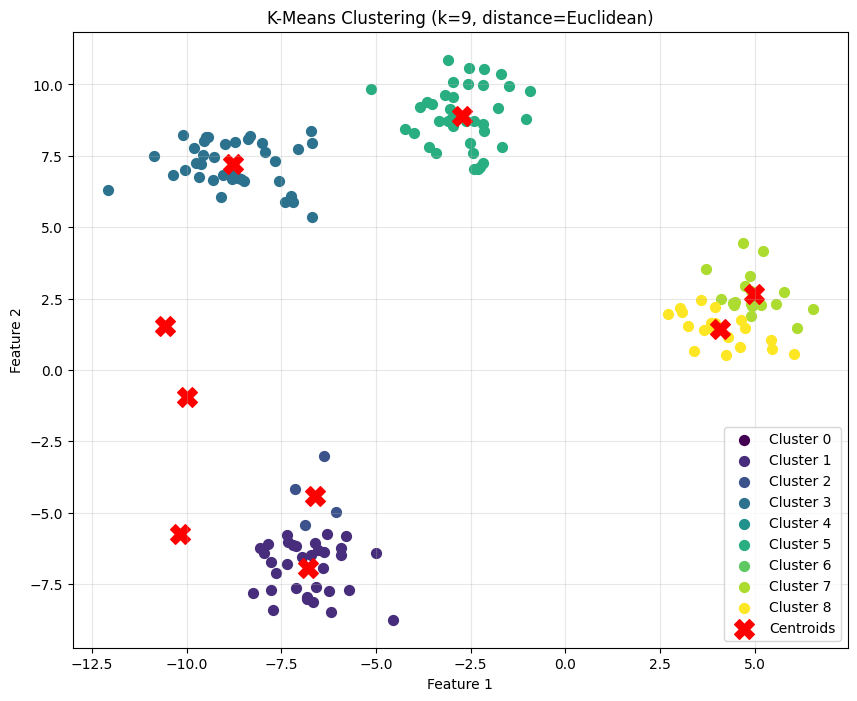 K-Means Clustering (k=9, distance=Euclidean)
10.0
7.5
5.0
2.5
0.0
−2.5
−5.0
−7.5
Feature 2
Cluster 0
Cluster 1
Cluster 2
Cluster 3
Cluster 4
Cluster 5
Cluster 6
Cluster 7
Cluster 8
Centroids
−12.5 −10.0 −7.5 −5.0 −2.5 0.0 2.5 5.0
Feature 1